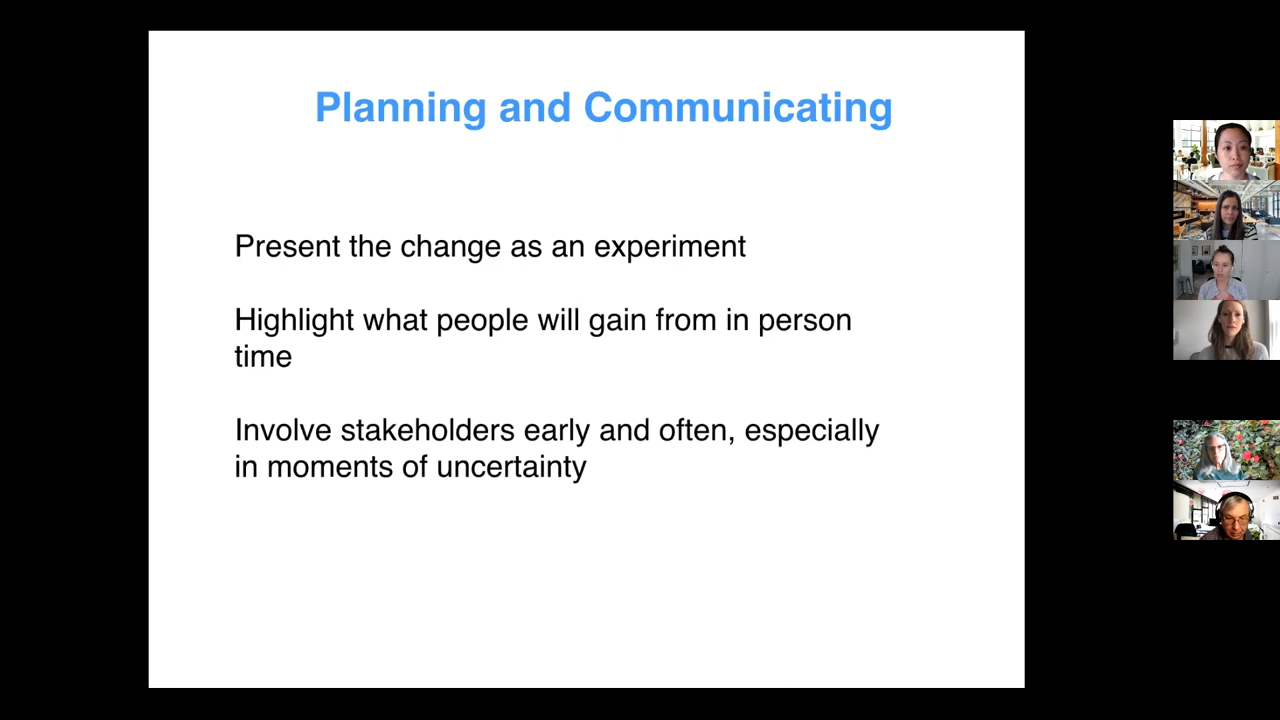 Planning and Communicating
Present the change as an experiment
Highlight what people will gain from in person
time
Involve stakeholders early and often, especially
in moments of uncertainty